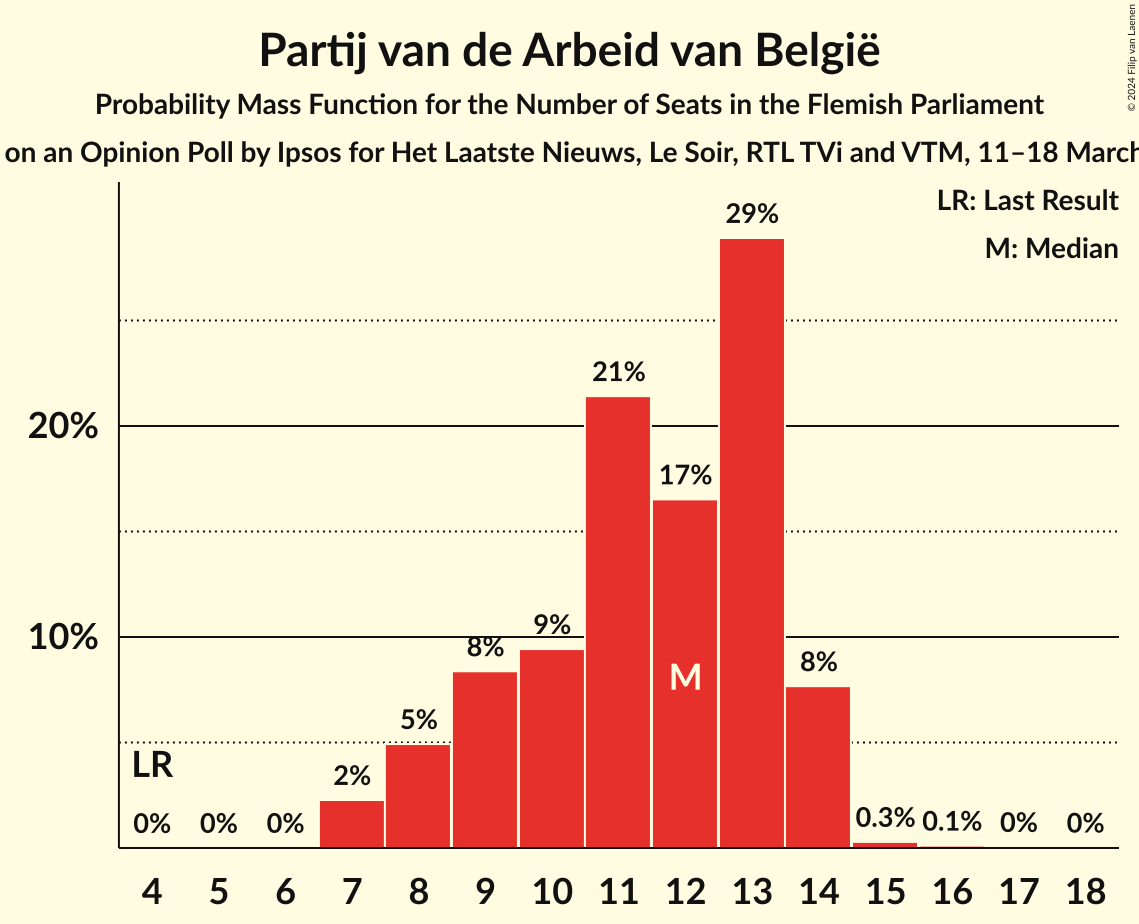 Partij van de Arbeid van België
Probability Mass Function for the Number of Seats in the Flemish Parliament
on an Opinion Poll by Ipsos for Het Laatste Nieuws, Le Soir, RTL TVi and VTM, 11–18 March
© 2024 Filip van Laenen
LR: Last Result
M: Median
29%
21%
20%
17%
10%
9%
8%
8%
M
5%
LR
2%
0% 0% 0% 0.3% 0.1% 0% 0%
4 5 6 7 8 9 10 11 12 13 14 15 16 17 18